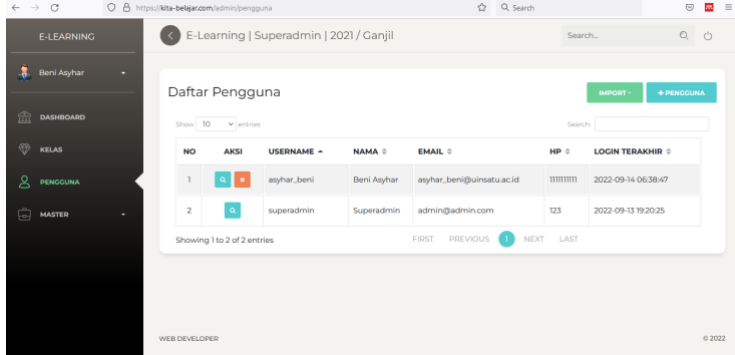 https://kita-belajar.com/admin/pengguna
Search
E-LEARNING
E-Learning | Superadmin | 2021 / Ganjil
Search...
Beni Asyhar
DASHBOARD
KELAS
PENGGUNA
MASTER
Daftar Pengguna
IMPORT
+ PENGGUNA
Show 10 entries
Search:
NO AKSI USERNAME NAMA EMAIL HP LOGIN TERAKHIR
1 asyhar_beni Beni Asyhar asyhar_beni@uinsatu.ac.id 1111111111 2022-09-14 06:38:47
2 superadmin Superadmin admin@admin.com 123 2022-09-13 19:20:25
Showing 1 to 2 of 2 entries
FIRST PREVIOUS 1 NEXT LAST
WEB DEVELOPER
© 2022